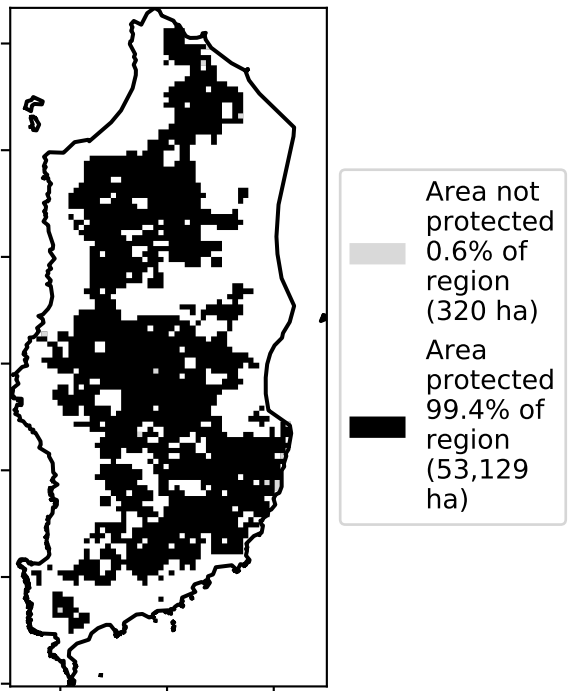 Area not
protected
0.6% of
region
(320 ha)
Area
protected
99.4% of
region
(53,129
ha)